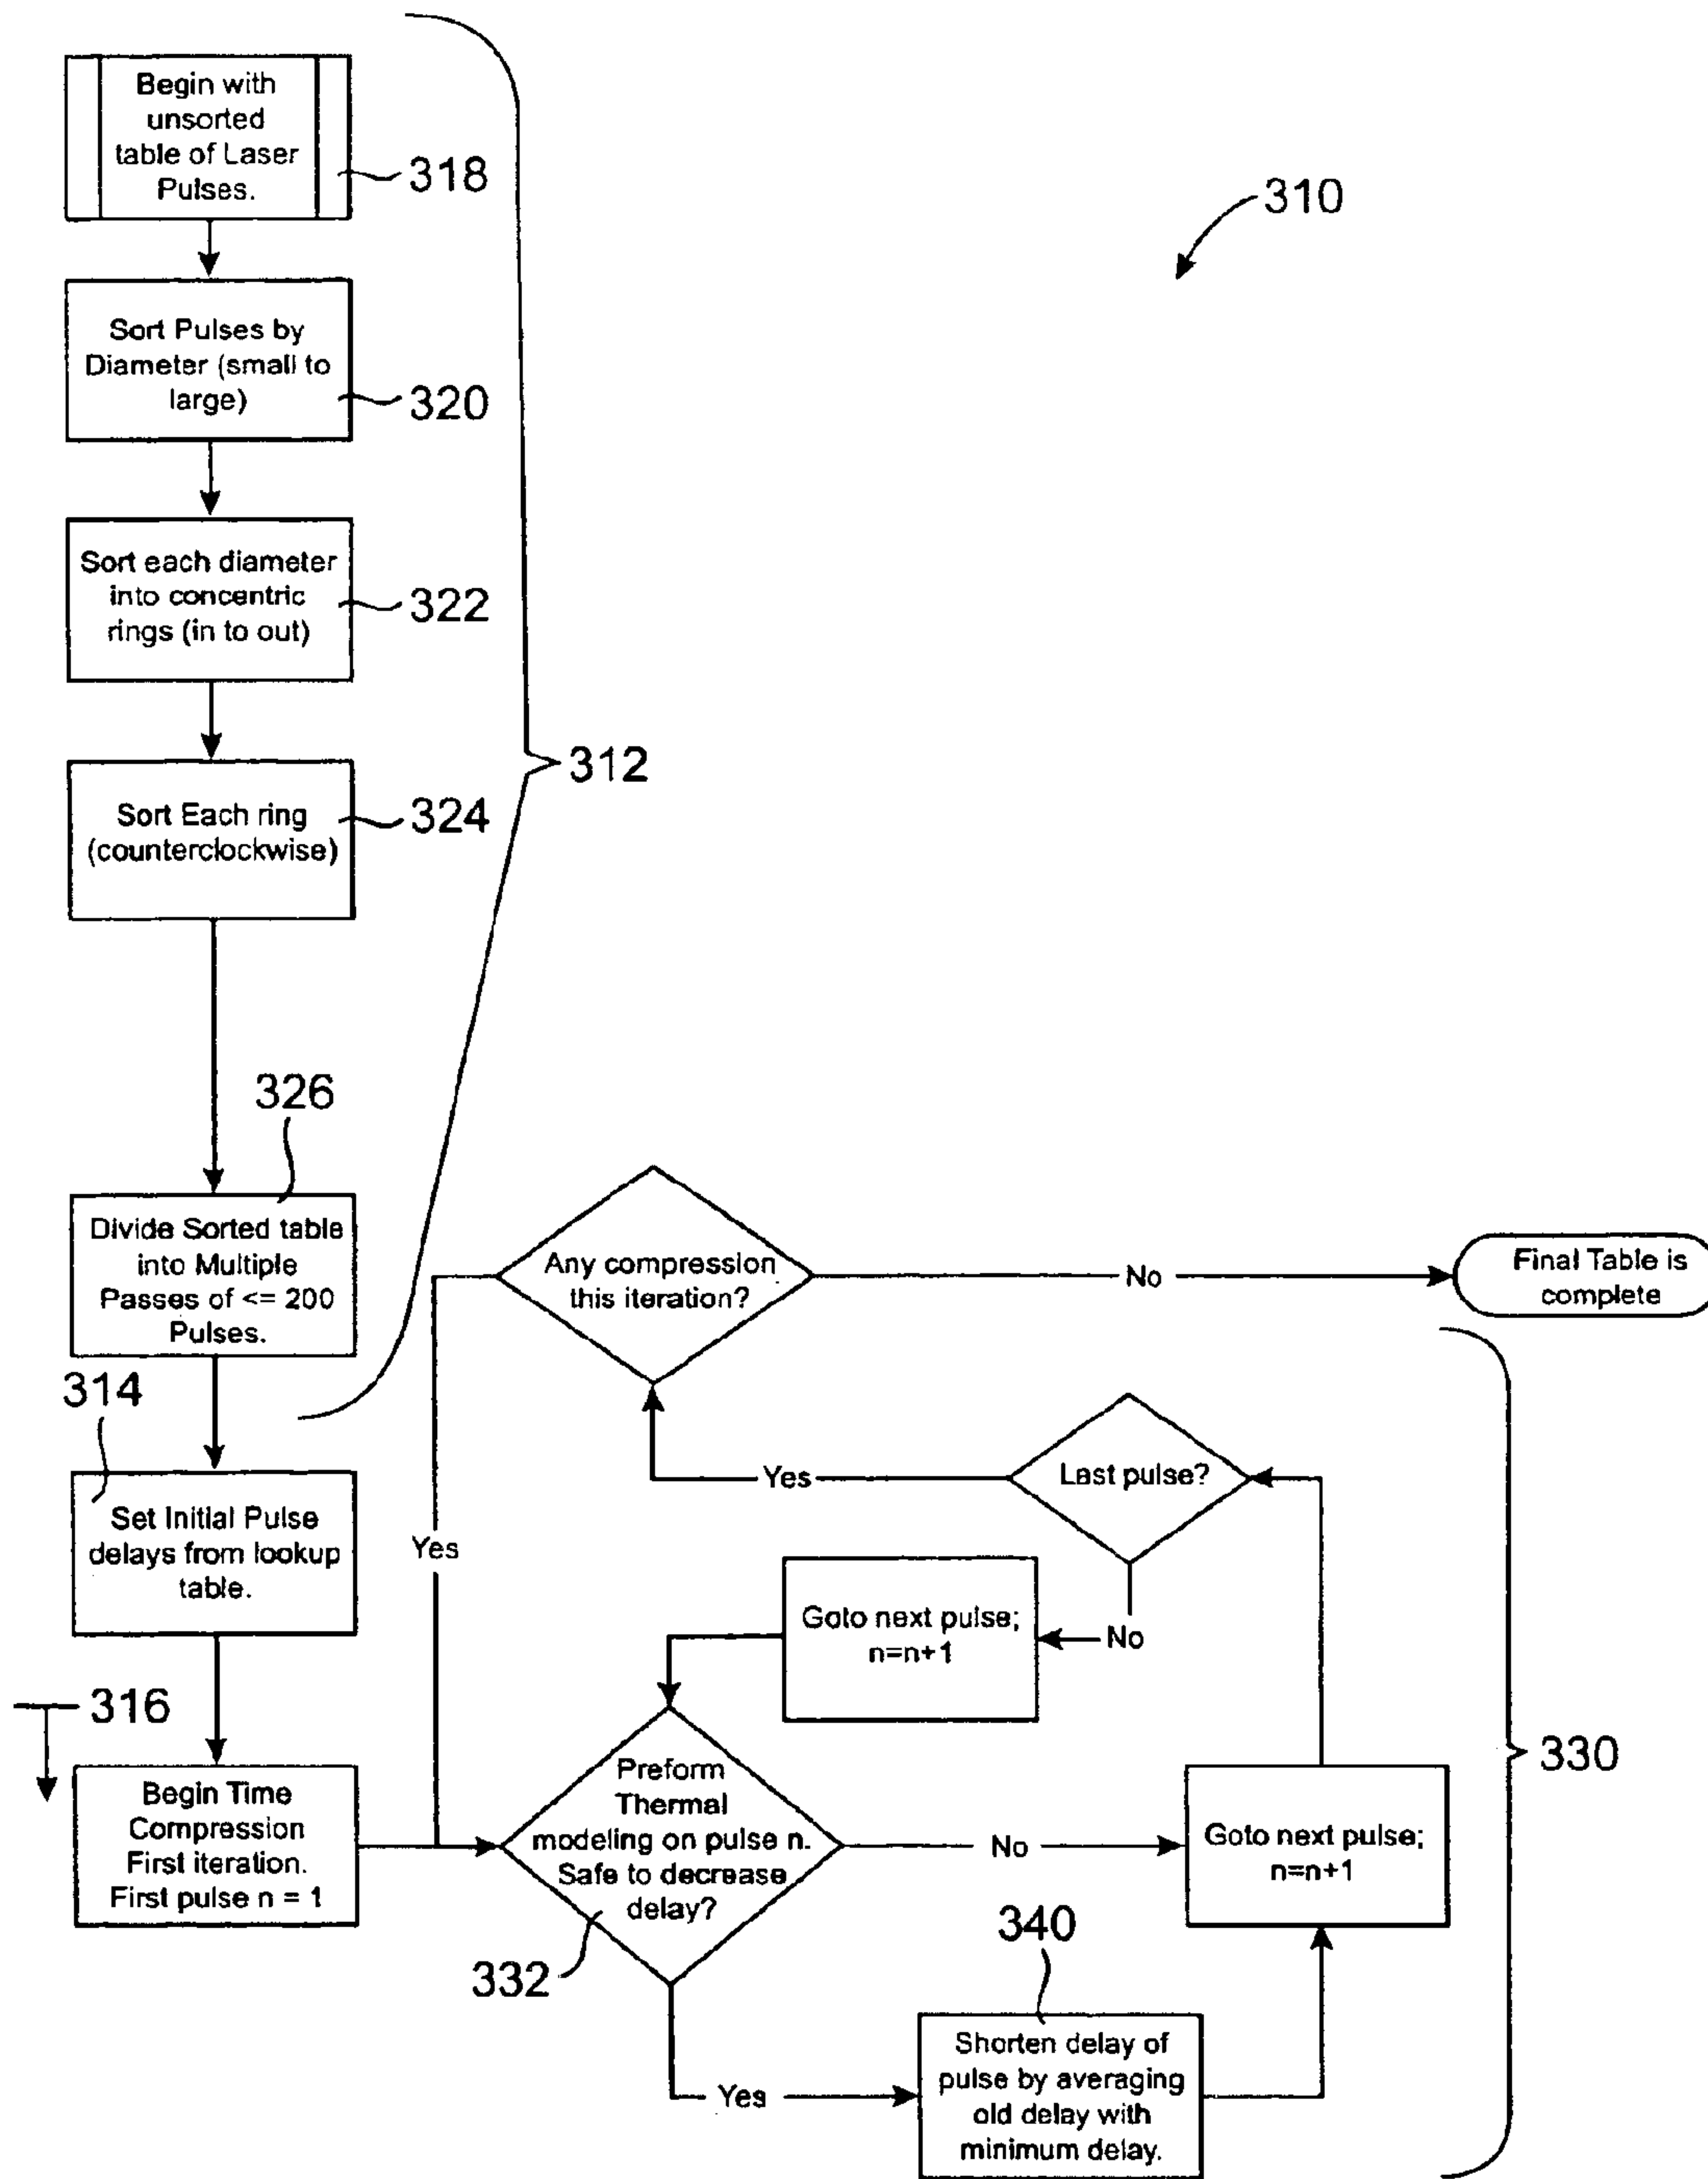 Begin with
unsorted
table of Laser
Pulses.
318
310
Sort Pulses by
Diameter (small to
large)
320
Sort each diameter
into concentric
rings (in to out)
322
312
Sort Each ring
(counterclockwise)
324
326
Divide Sorted table
into Multiple
Passes of <= 200
Pulses.
Any compression
this iteration?
No
Final Table is
complete
314
Set Initial Pulse
delays from lookup
table.
Yes
Yes
Last pulse?
Goto next pulse;
n=n+1
No
316
Begin Time
Compression
First iteration.
First pulse n = 1
Preform
Thermal
modeling on pulse n.
Safe to decrease
delay?
332
No
Goto next pulse;
n=n+1
330
340
Yes
Shorten delay of
pulse by averaging
old delay with
minimum delay.